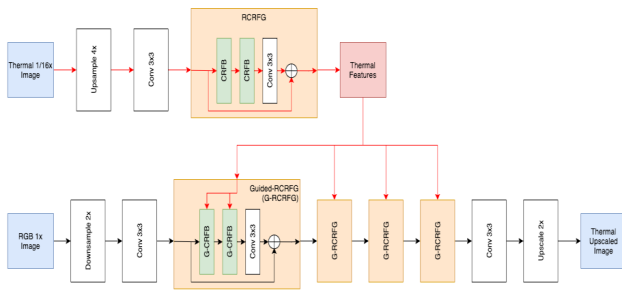 RCRFG
Thermal 1/16x
Image
Upsample 4x
Conv 3x3
CRFB
CRFB
Conv 3x3
Thermal
Features
Guided-RCRFG
(G-RCRFG)
RGB 1x
Image
Downsample 2x
Conv 3x3
G-CRFB
G-CRFB
Conv 3x3
G-RCRFG
G-RCRFG
G-RCRFG
Conv 3x3
Upscale 2x
Thermal
Upscaled
Image